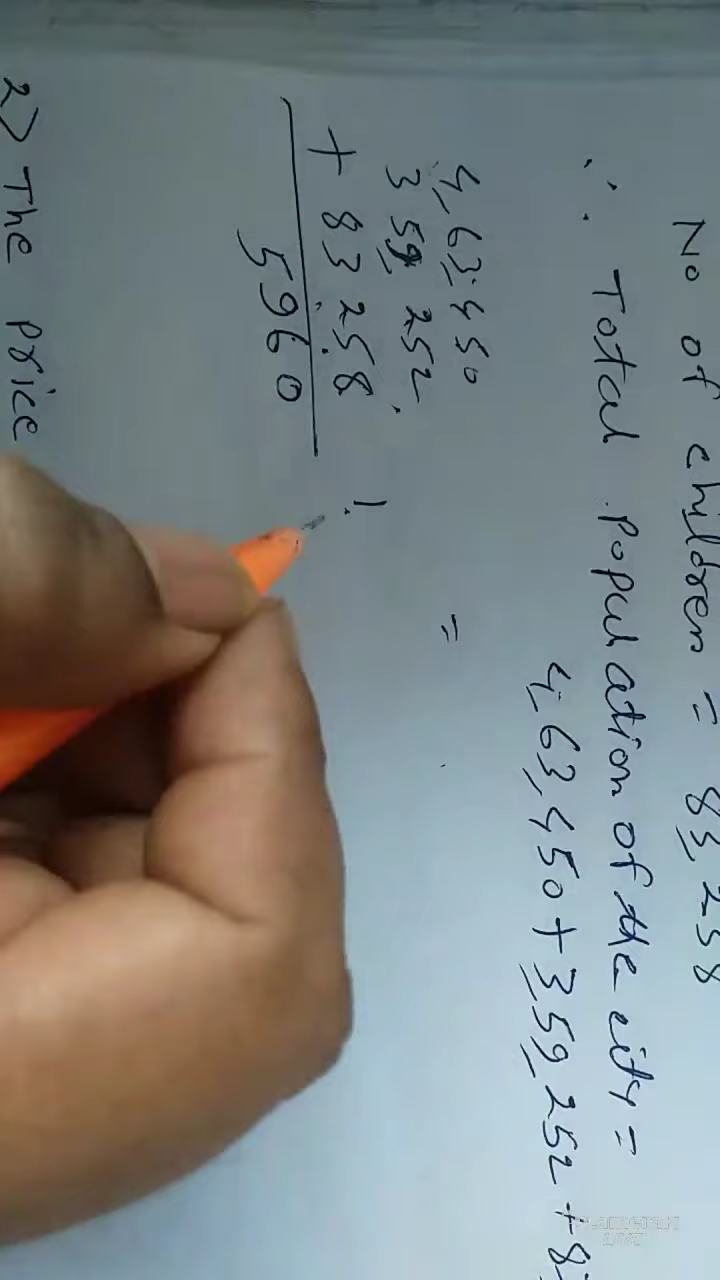 No of children = 83,258
∴ Total Population of the city =
4,63,450 + 3,59,252 + 83
=
4,63,450
3 59 252
+ 83 258
5960
2) The price